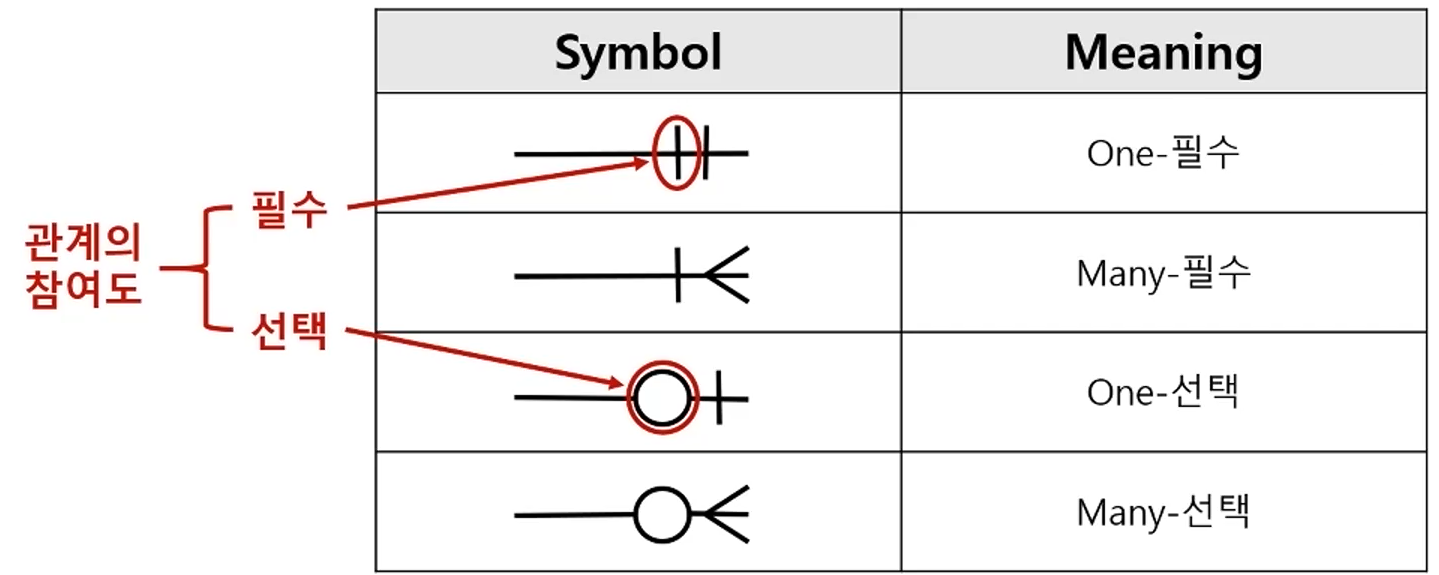 Symbol
Meaning
One-필수
필수
관계의
참여도
Many-필수
선택
One-선택
Many-선택